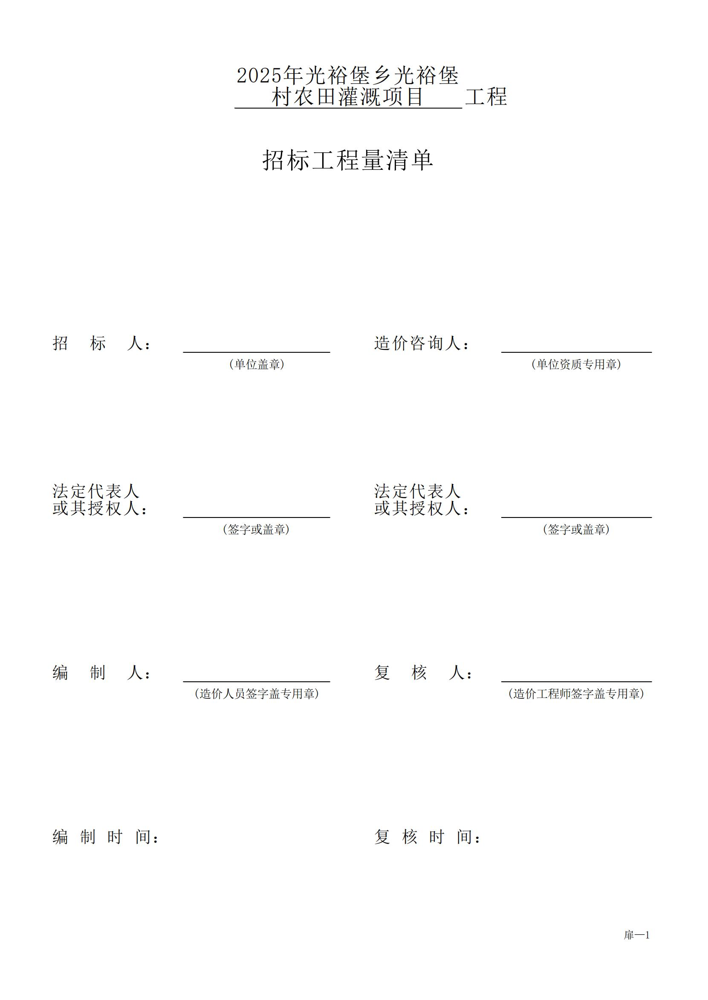 2025年光裕堡乡光裕堡
村农田灌溉项目 工程
招标工程量清单
招 标 人： 造价咨询人：
(单位盖章) (单位资质专用章)
法定代表人 法定代表人
或其授权人： 或其授权人：
(签字或盖章) (签字或盖章)
编 制 人： 复 核 人：
(造价人员签字盖专用章) (造价工程师签字盖专用章)
编 制 时 间： 复 核 时 间：
扉—1